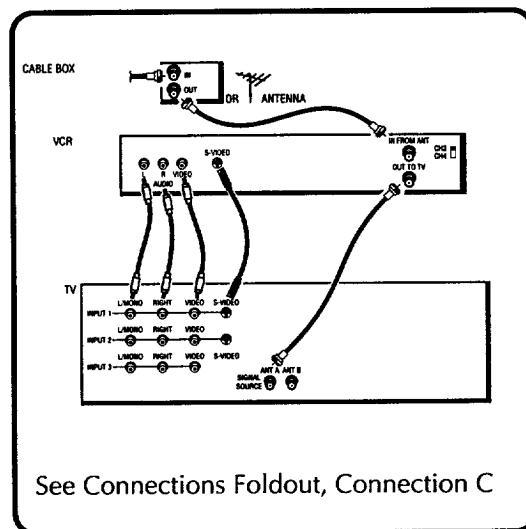 CABLE BOX
IN
OUT
OR ANTENNA
VCR
L R VIDEO
AUDIO
S-VIDEO
IN FROM ANT
CH3
CH4
OUT TO TV
TV
L/MONO RIGHT VIDEO S-VIDEO
INPUT 1
L/MONO RIGHT VIDEO
INPUT 2 S-VIDEO
L/MONO RIGHT VIDEO
INPUT 3
ANT A ANT B
SIGNAL
SOURCE
See Connections Foldout, Connection C